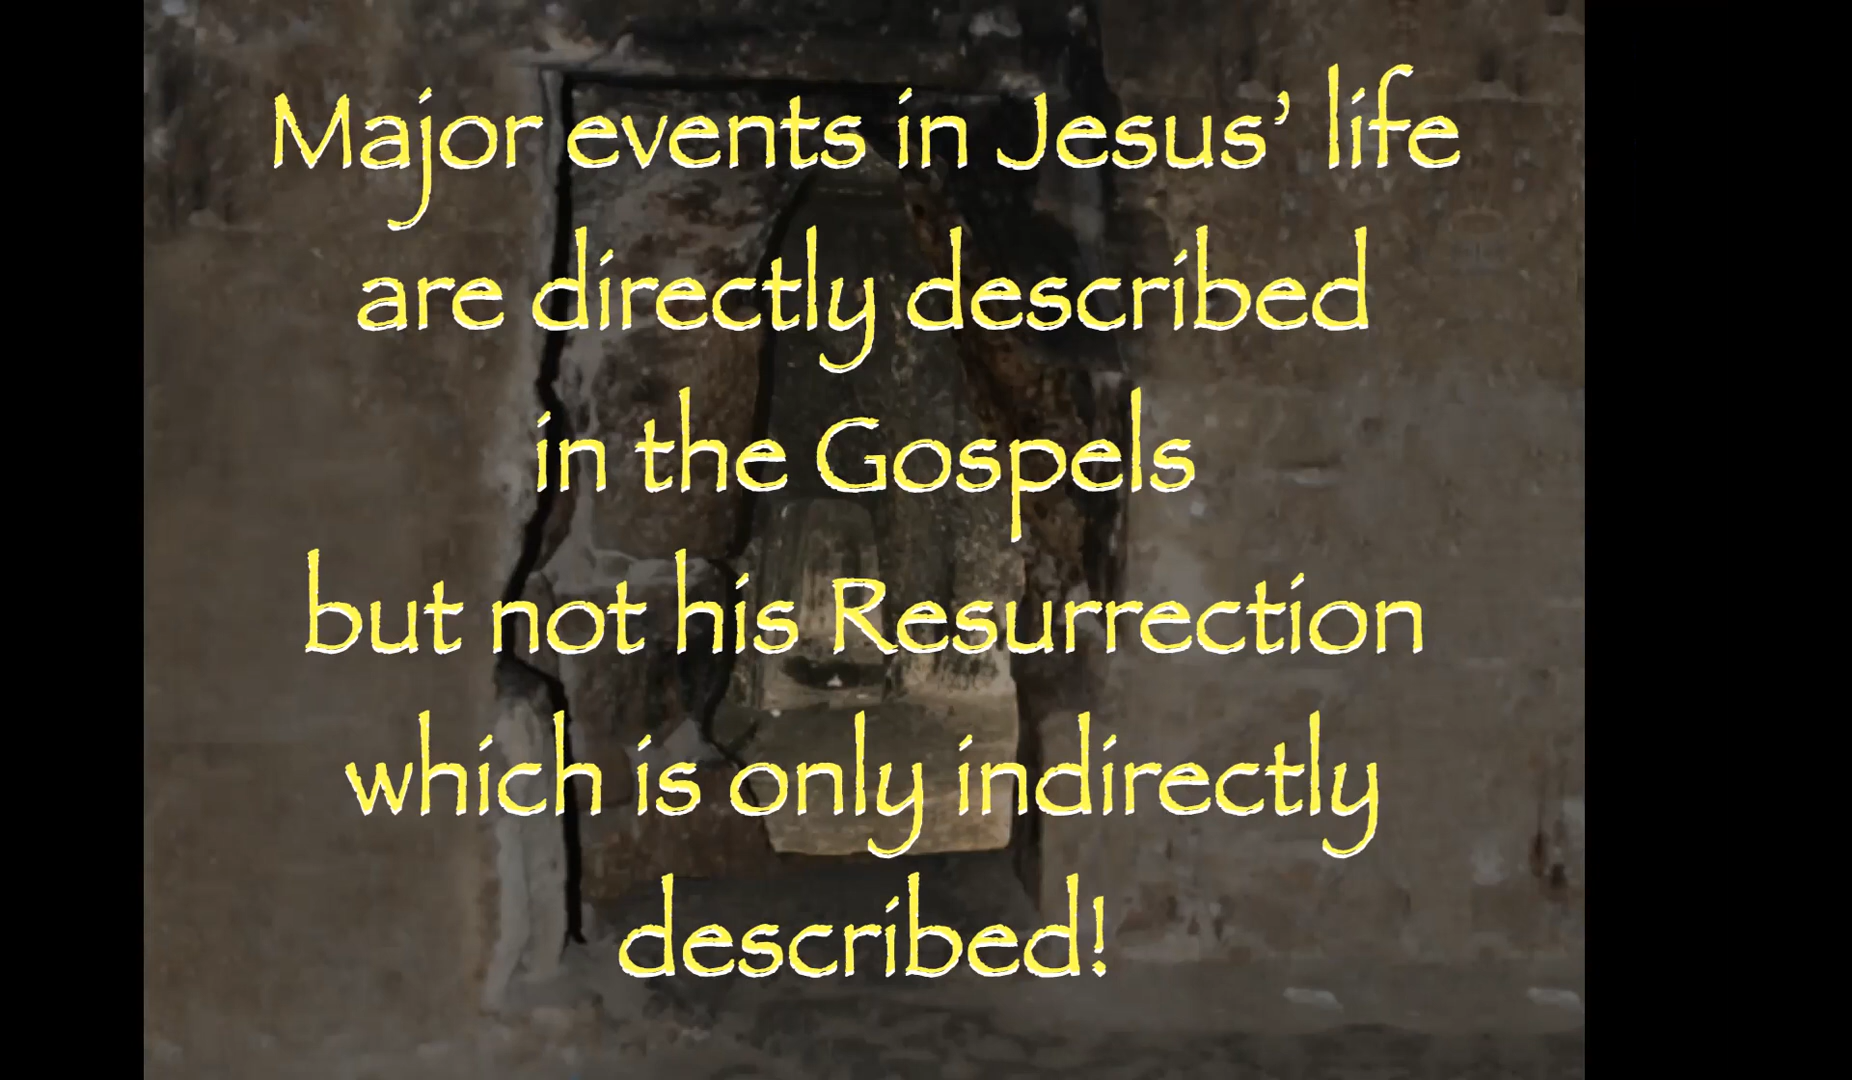 Major events in Jesus’ life
are directly described
in the Gospels
but not his Resurrection
which is only indirectly
described!